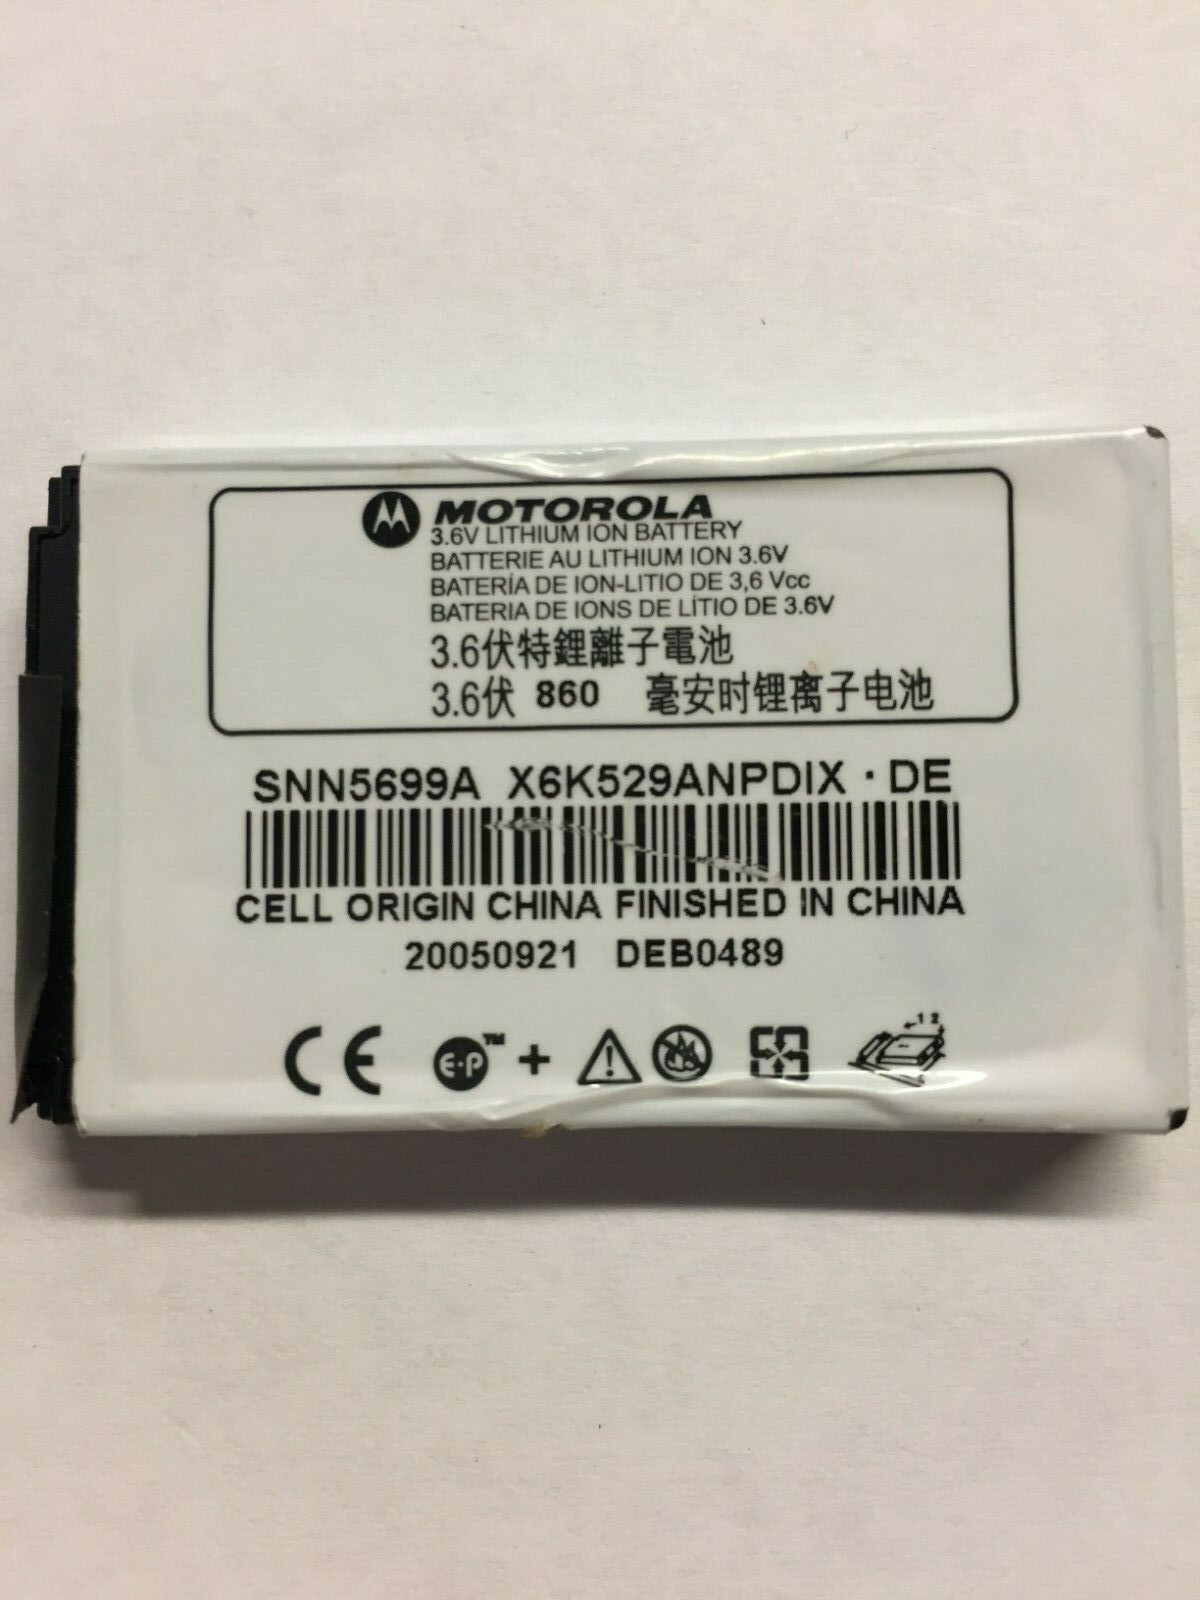 MOTOROLA
3.6V LITHIUM ION BATTERY
BATTERIE AU LITHIUM ION 3.6V
BATERÍA DE ION-LITIO DE 3,6 Vcc
BATERIA DE IONS DE LÍTIO DE 3.6V
3.6伏特鋰離子電池
3.6伏 860 毫安时锂离子电池
SNN5699A X6K529ANPDIX · DE
CELL ORIGIN CHINA FINISHED IN CHINA
20050921 DEB0489
CE E·P™ + 1 2